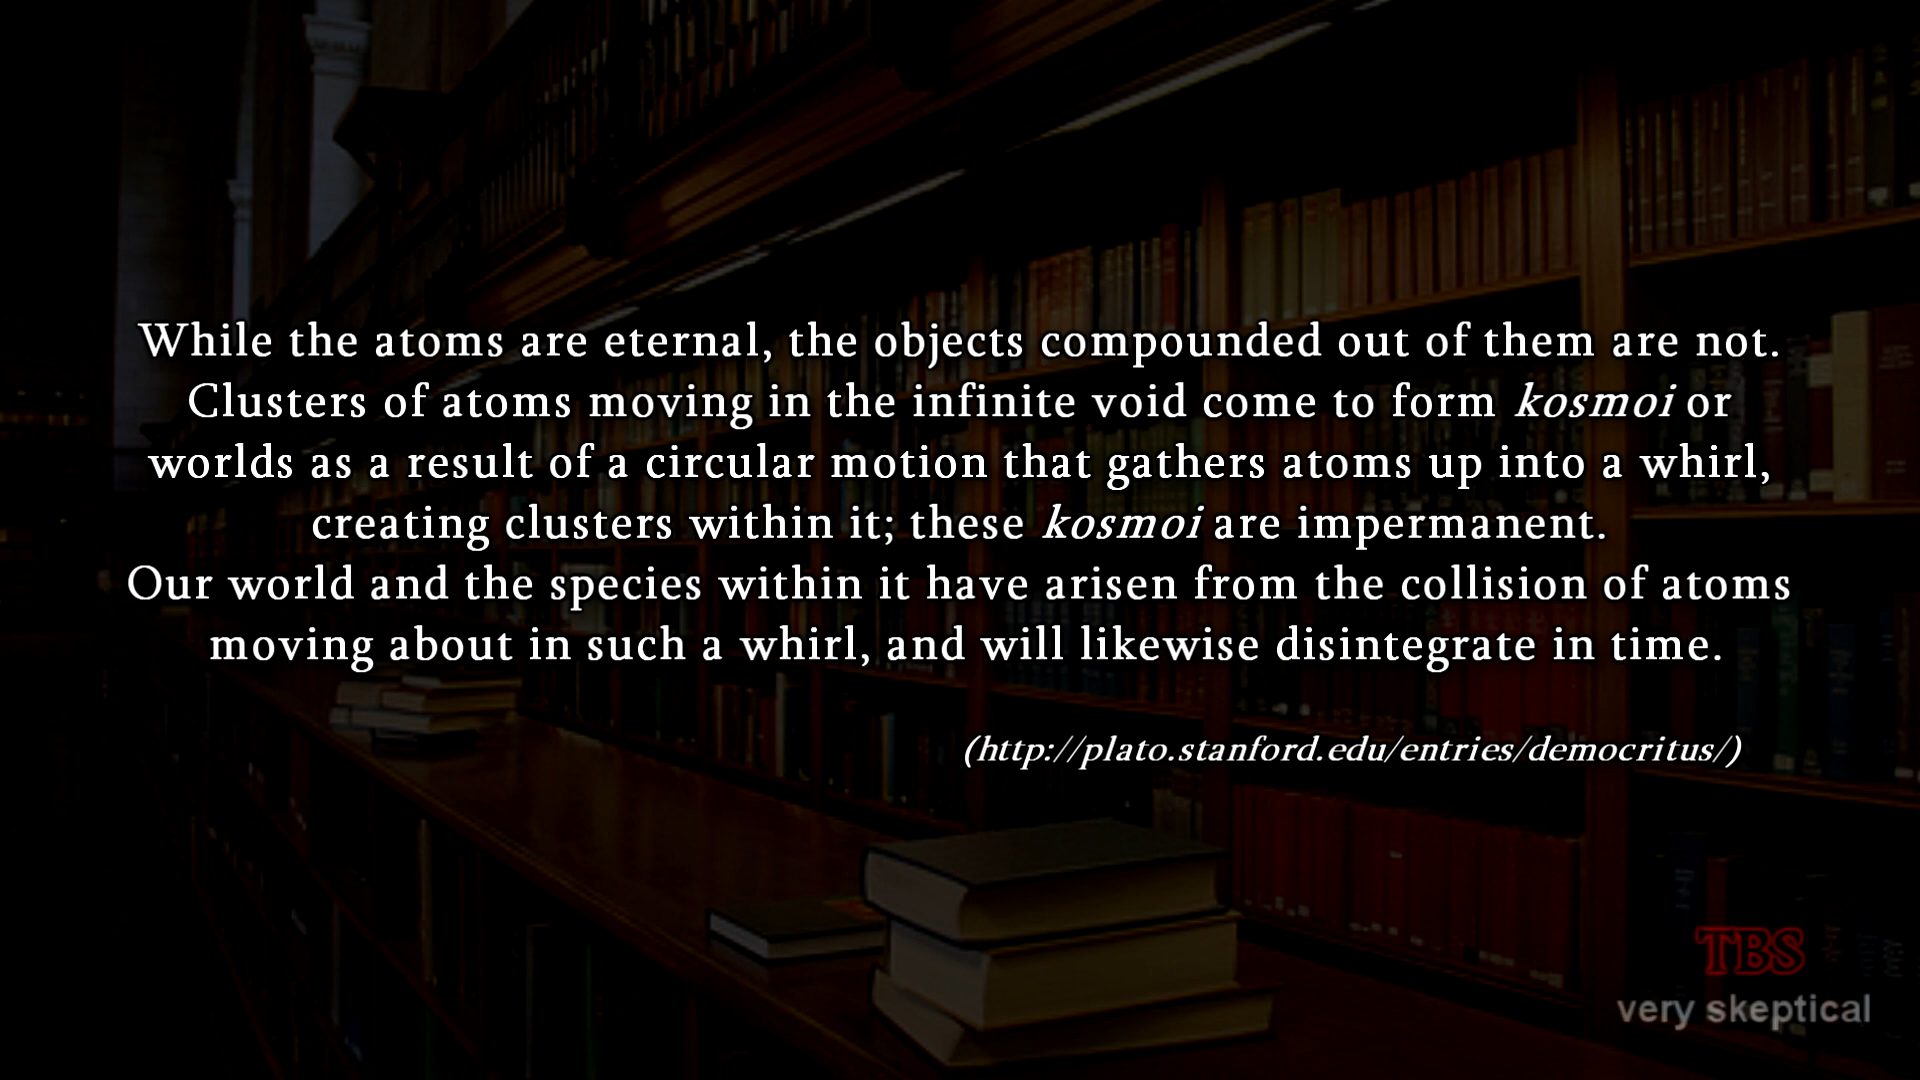 While the atoms are eternal, the objects compounded out of them are not.
Clusters of atoms moving in the infinite void come to form kosmoi or
worlds as a result of a circular motion that gathers atoms up into a whirl,
creating clusters within it; these kosmoi are impermanent.
Our world and the species within it have arisen from the collision of atoms
moving about in such a whirl, and will likewise disintegrate in time.
(http://plato.stanford.edu/entries/democritus/)
TBS
very skeptical